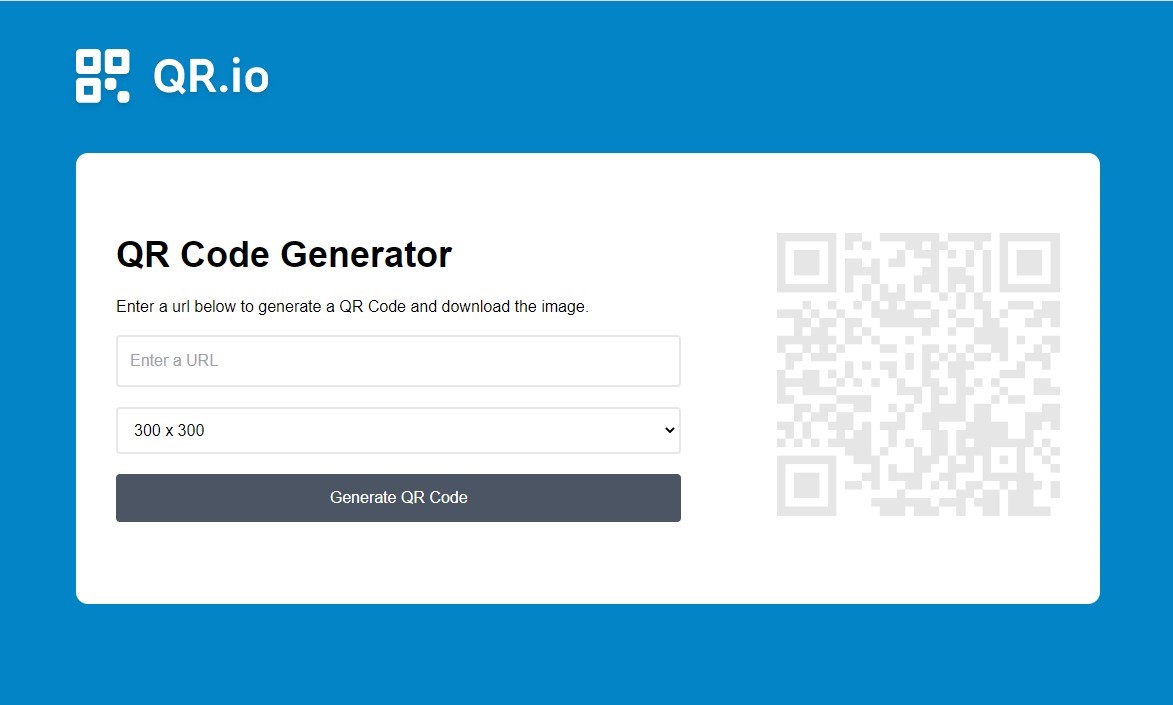 QR.io
QR Code Generator
Enter a url below to generate a QR Code and download the image.
Enter a URL
300 x 300
Generate QR Code